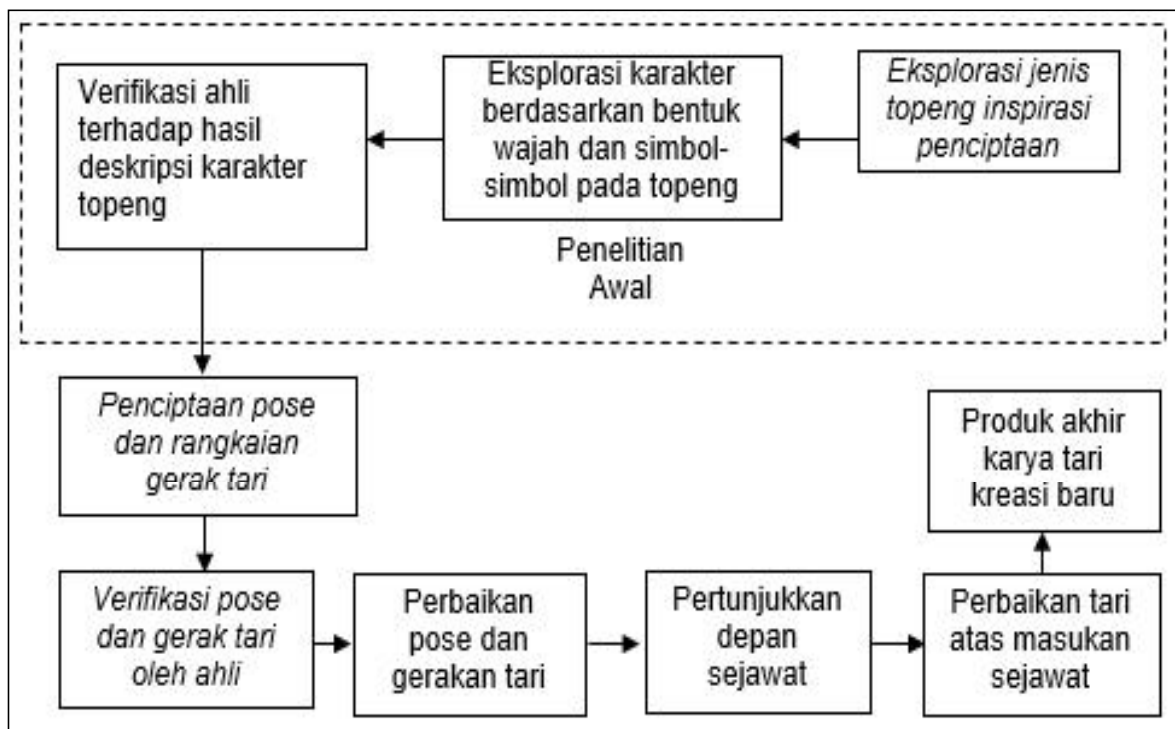 Verifikasi ahli
terhadap hasil
deskripsi karakter
topeng
Eksplorasi karakter
berdasarkan bentuk
wajah dan simbol-
simbol pada topeng
Eksplorasi jenis
topeng inspirasi
penciptaan
Penelitian
Awal
Penciptaan pose
dan rangkaian
gerak tari
Produk akhir
karya tari
kreasi baru
Verifikasi pose
dan gerak tari
oleh ahli
Perbaikan
pose dan
gerakan tari
Pertunjukkan
depan
sejawat
Perbaikan tari
atas masukan
sejawat